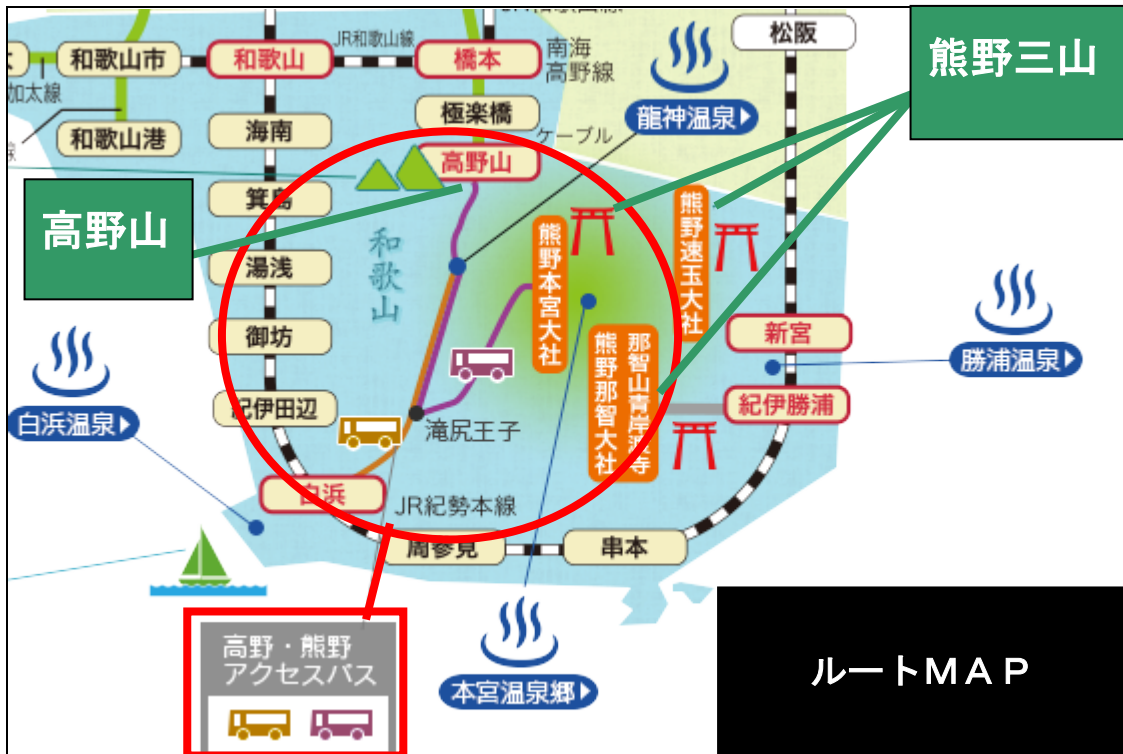 JR和歌山線
松阪
熊野三山
和歌山市
和歌山
橋本
南海
高野線
加太線
極楽橋
龍神温泉
和歌山港
海南
ケーブル
高野山
高野山
箕島
熊野速玉大社
熊野本宮大社
和歌山
湯浅
御坊
新宮
勝浦温泉
那智山青岸渡寺
熊野那智大社
紀伊田辺
紀伊勝浦
白浜温泉
滝尻王子
白浜
JR紀勢本線
周参見
串本
高野・熊野
アクセスバス
本宮温泉郷
ルートMAP